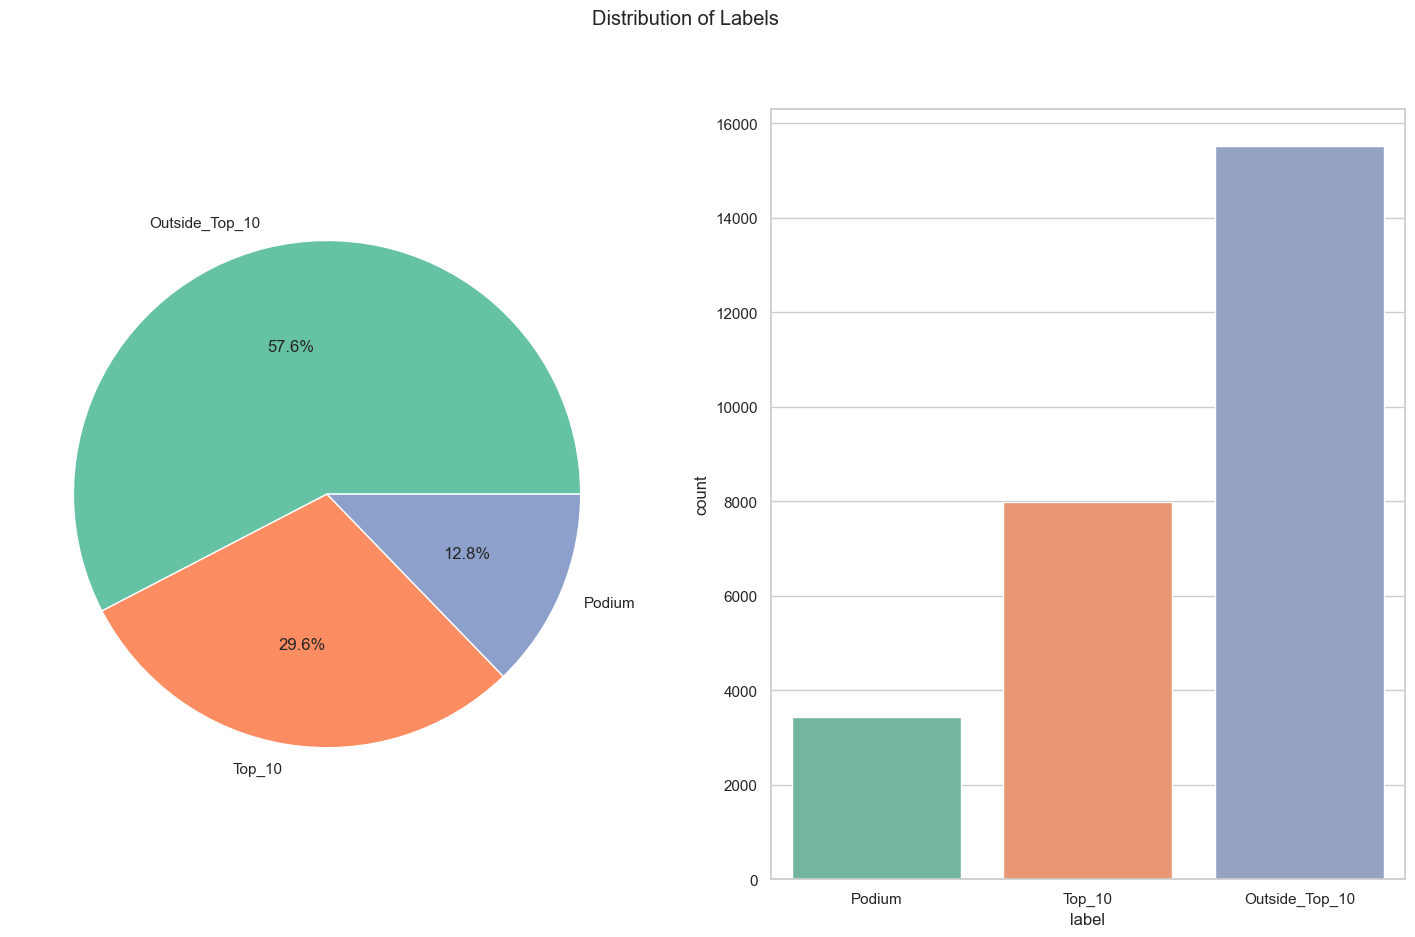 Distribution of Labels
Outside_Top_10
57.6%
12.8%
Podium
29.6%
Top_10
16000
14000
12000
10000
8000
6000
4000
2000
0
count
Podium
Top_10
Outside_Top_10
label